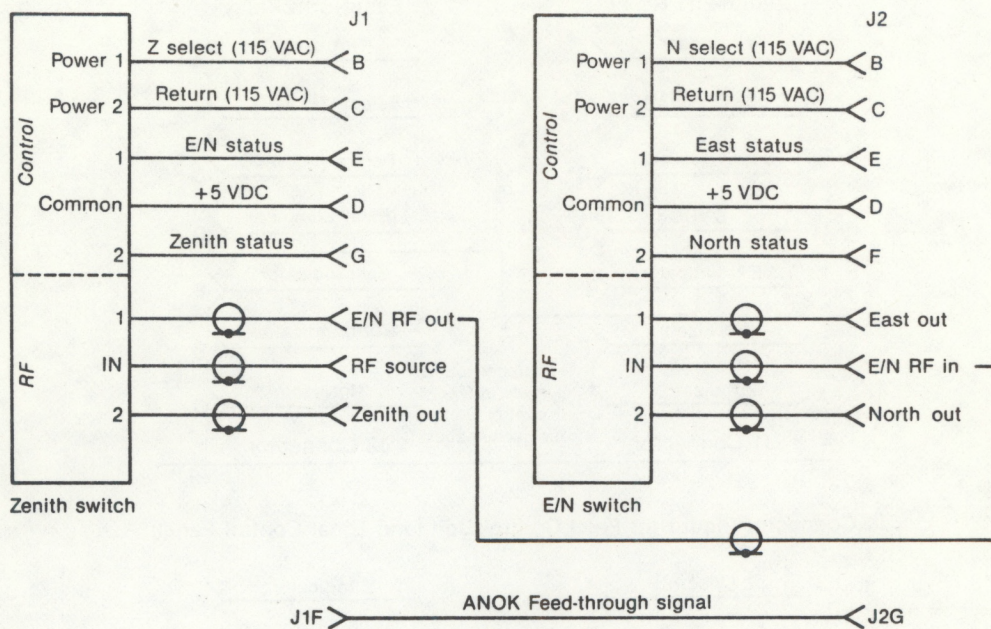 J1
Z select (115 VAC)
Power 1
B
Return (115 VAC)
Power 2
C
E/N status
1
E
Control
+5 VDC
Common
D
Zenith status
2
G
1
E/N RF out
RF
IN
RF source
2
Zenith out
Zenith switch
J2
N select (115 VAC)
Power 1
B
Return (115 VAC)
Power 2
C
East status
1
E
Control
+5 VDC
Common
D
North status
2
F
1
East out
RF
IN
E/N RF in
2
North out
E/N switch
ANOK Feed-through signal
J1F
J2G